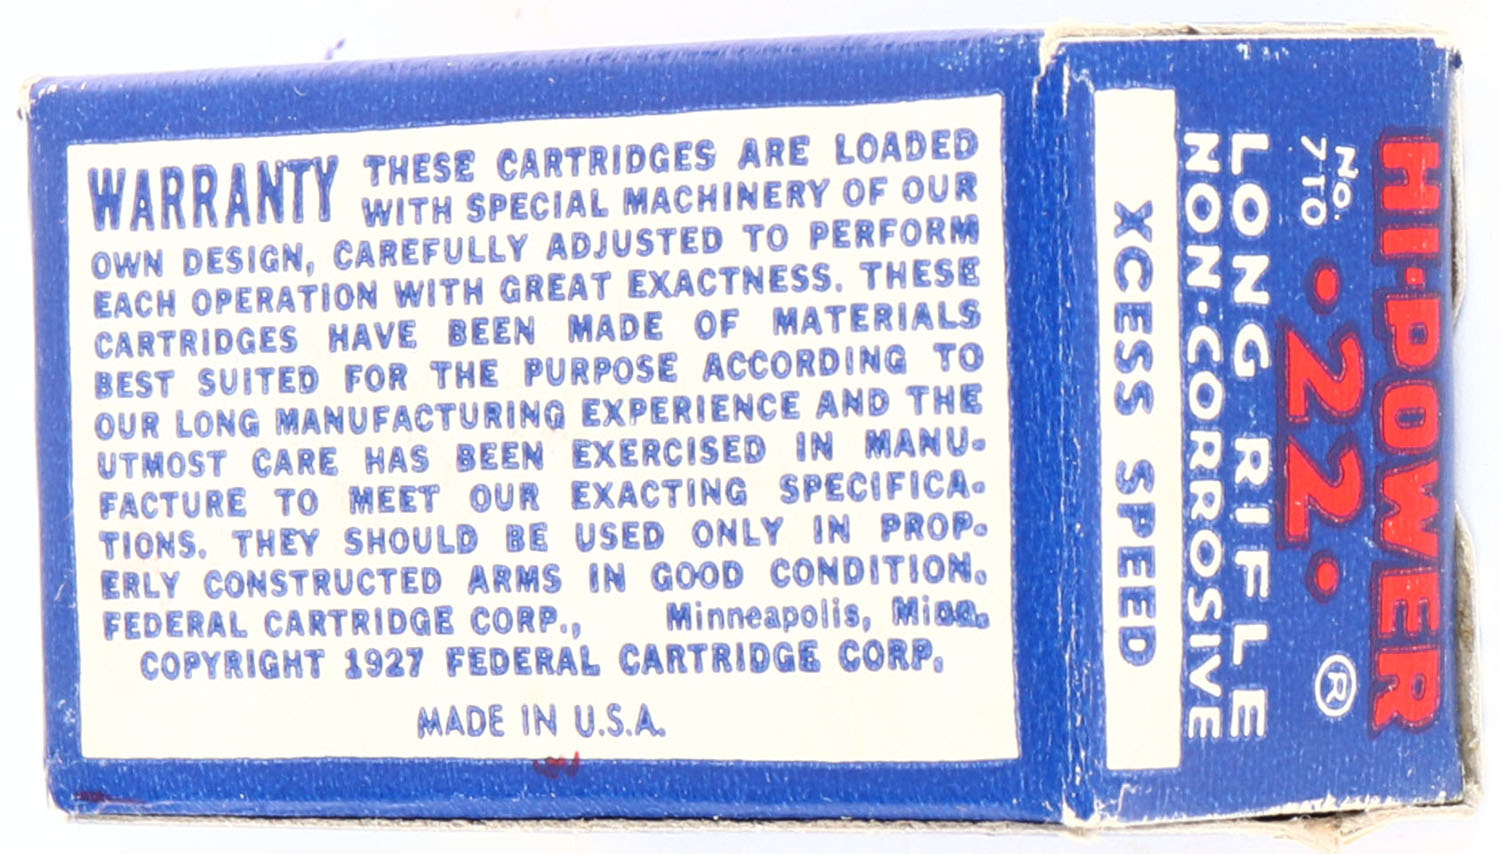 WARRANTY THESE CARTRIDGES ARE LOADED
WITH SPECIAL MACHINERY OF OUR
OWN DESIGN, CAREFULLY ADJUSTED TO PERFORM
EACH OPERATION WITH GREAT EXACTNESS. THESE
CARTRIDGES HAVE BEEN MADE OF MATERIALS
BEST SUITED FOR THE PURPOSE ACCORDING TO
OUR LONG MANUFACTURING EXPERIENCE AND THE
UTMOST CARE HAS BEEN EXERCISED IN MANU-
FACTURE TO MEET OUR EXACTING SPECIFICA-
TIONS. THEY SHOULD BE USED ONLY IN PROP-
ERLY CONSTRUCTED ARMS IN GOOD CONDITION.
FEDERAL CARTRIDGE CORP., Minneapolis, Minn.
COPYRIGHT 1927 FEDERAL CARTRIDGE CORP.
MADE IN U.S.A.
HI-POWER
No.
710
·22·
®
LONG RIFLE
NON-CORROSIVE
XCESS SPEED